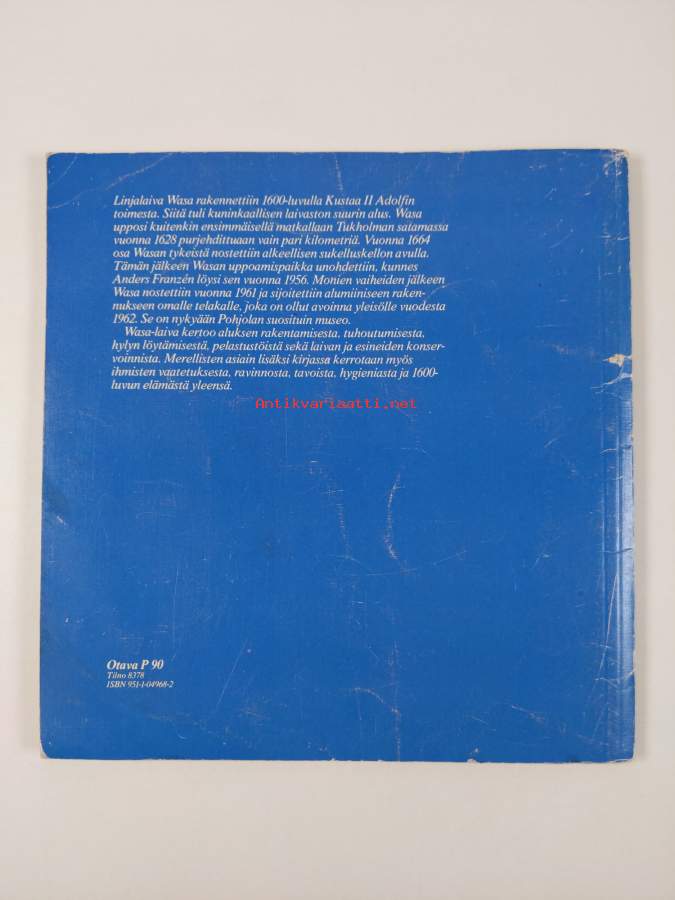 Linjalaiva Wasa rakennettiin 1600-luvulla Kustaa II Adolfin
toimesta. Siitä tuli kuninkaallisen laivaston suurin alus. Wasa
upposi kuitenkin ensimmäisellä matkallaan Tukholman satamassa
vuonna 1628 purjehdittuaan vain pari kilometriä. Vuonna 1664
osa Wasan tykeistä nostettiin alkeellisen sukelluskellon avulla.
Tämän jälkeen Wasan uppoamispaikka unohdettiin, kunnes
Anders Franzén löysi sen vuonna 1956. Monien vaiheiden jälkeen
Wasa nostettiin vuonna 1961 ja sijoitettiin alumiiniseen raken-
nukseen omalle telakalle, joka on ollut avoinna yleisölle vuodesta
1962. Se on nykyään Pohjolan suosituin museo.
Wasa-laiva kertoo aluksen rakentamisesta, tuhoutumisesta,
hylyn löytämisestä, pelastustöistä sekä laivan ja esineiden konser-
voinnista. Merellisten asiain lisäksi kirjassa kerrotaan myös
ihmisten vaatetuksesta, ravinnosta, tavoista, hygieniasta ja 1600-
luvun elämästä yleensä.
Antikvariaatti.net
Otava P 90
Tilno 8378
ISBN 951-1-04968-2